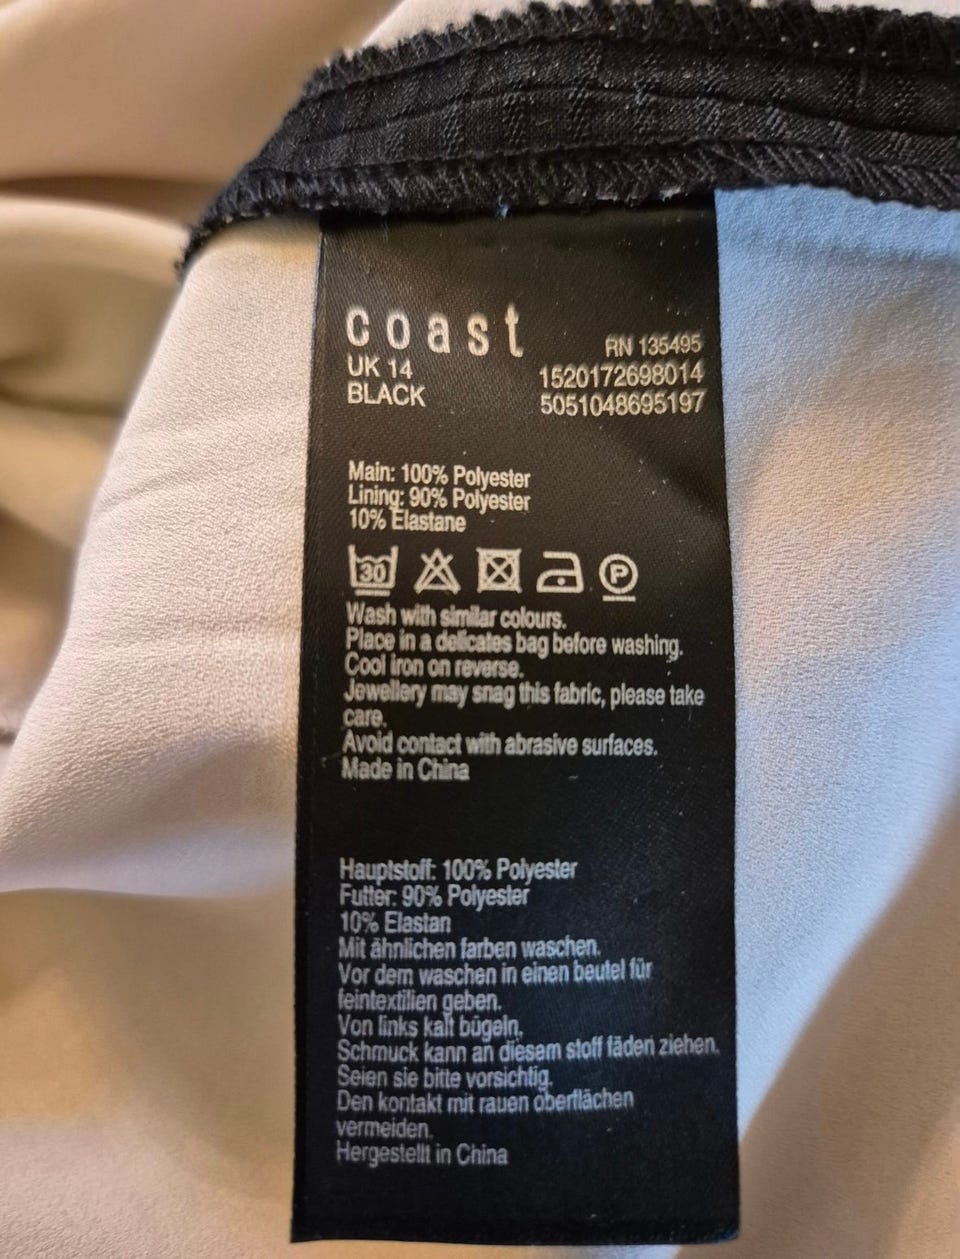 coast
UK 14
BLACK
RN 135495
1520172698014
5051048695197
Main: 100% Polyester
Lining: 90% Polyester
10% Elastane
30
P
Wash with similar colours.
Place in a delicates bag before washing.
Cool iron on reverse.
Jewellery may snag this fabric, please take
care.
Avoid contact with abrasive surfaces.
Made in China
Hauptstoff: 100% Polyester
Futter: 90% Polyester
10% Elastan
Mit ähnlichen farben waschen.
Vor dem waschen in einen beutel für
feintextilien geben.
Von links kalt bügeln.
Schmuck kann an diesem stoff fäden ziehen.
Seien sie bitte vorsichtig.
Den kontakt mit rauen oberflächen
vermeiden.
Hergestellt in China